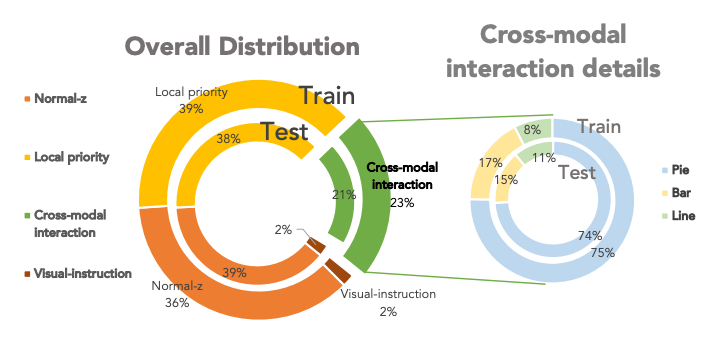 Overall Distribution
Cross-modal
interaction details
Normal-z
Local priority
Cross-modal
interaction
Visual-instruction
Local priority
39%
Train
Test
38%
Cross-modal
interaction
23%
21%
2%
39%
Normal-z
36%
Visual-instruction
2%
8%
Train
17%
11%
Test
15%
74%
75%
Pie
Bar
Line